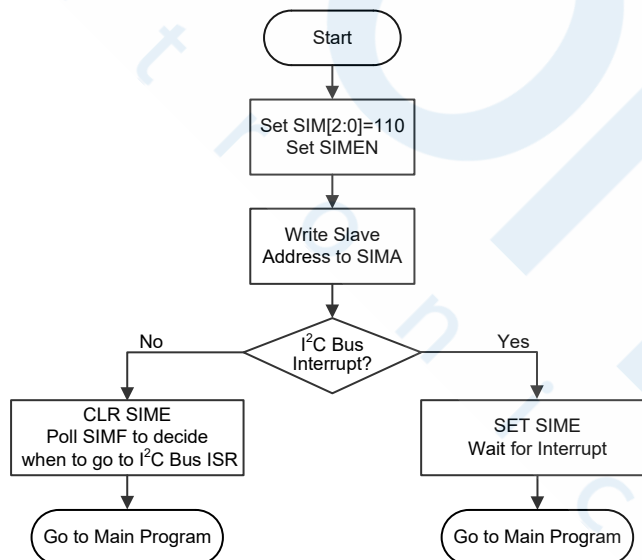 Start
Set SIM[2:0]=110
Set SIMEN
Write Slave
Address to SIMA
I²C Bus
Interrupt?
No
Yes
CLR SIME
Poll SIMF to decide
when to go to I²C Bus ISR
SET SIME
Wait for Interrupt
Go to Main Program
Go to Main Program
t r o n i c